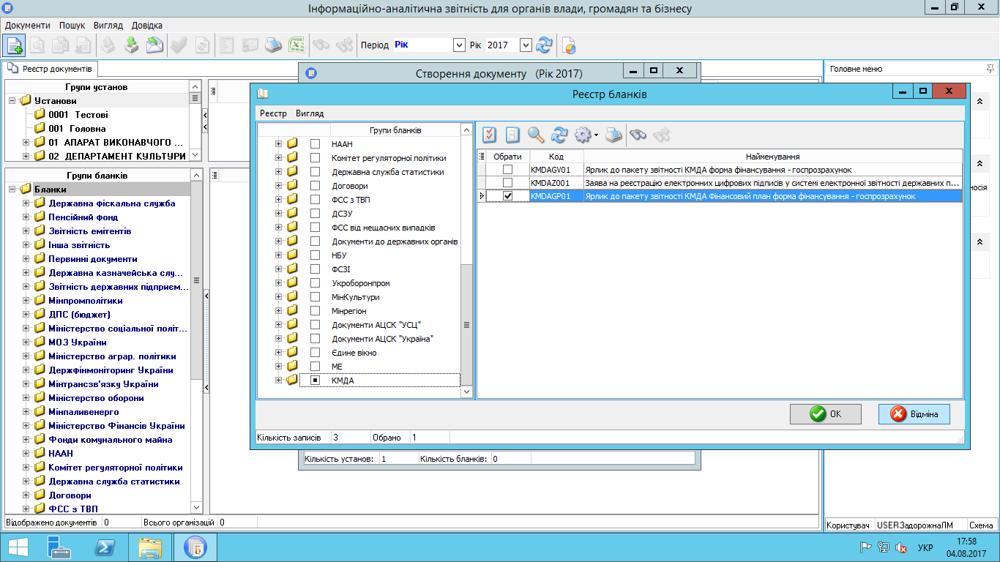 Інформаційно-аналітична звітність для органів влади, громадян та бізнесу
Документи Пошук Вигляд Довідка
Період Рік Рік 2017
Реєстр документів
Групи установ
Установи
0001 Тестові
001 Головна
01 АПАРАТ ВИКОНАВЧОГО ...
02 ДЕПАРТАМЕНТ КУЛЬТУРИ
Групи бланків
Бланки
Державна фіскальна служба
Пенсійний фонд
Звітність емітентів
Інша звітність
Первинні документи
Державна казначейська слу...
Звітність державних підприєм...
Мінпромполітики
ДПС (бюджет)
Міністерство соціальної політ...
МОЗ України
Міністерство аграр. політики
Держфінмоніторинг України
Мінтрансзв'язку України
Міністерство оборони
Мінпаливенерго
Міністерство Фінансів України
Фонди комунального майна
НААН
Комітет регуляторної політики
Державна служба статистики
Договори
ФСС з ТВП
Відображено документів 0 Всього організацій 0
Створення документу (Рік 2017)
Реєстр бланків
Реєстр Вигляд
Групи бланків
НААН
Комітет регуляторної політики
Державна служба статистики
Договори
ФСС з ТВП
ДСЗУ
ФСС від нещасних випадків
Документи до державних органів
НБУ
ФСЗІ
Укроборонпром
МінКультури
Мінрегіон
Документи АЦСК "УСЦ"
Документи АЦСК "Україна"
Єдине вікно
МЕ
КМДА
Обрати Код Найменування
KMDAGV01 Ярлик до пакету звітності КМДА форма фінансування - госпрозрахунок
KMDAZ001 Заява на реєстрацію електронних цифрових підписів у системі електронної звітності державних п...
KMDAGP01 Ярлик до пакету звітності КМДА Фінансовий план форма фінансування - госпрозрахунок
ОК Відміна
Кількість записів 3 Обрано 1
Кількість установ: 1 Кількість бланків: 0
Головне меню
носія
Користувач USERЗадорожнаЛМ Схема
УКР
17:58
04.08.2017